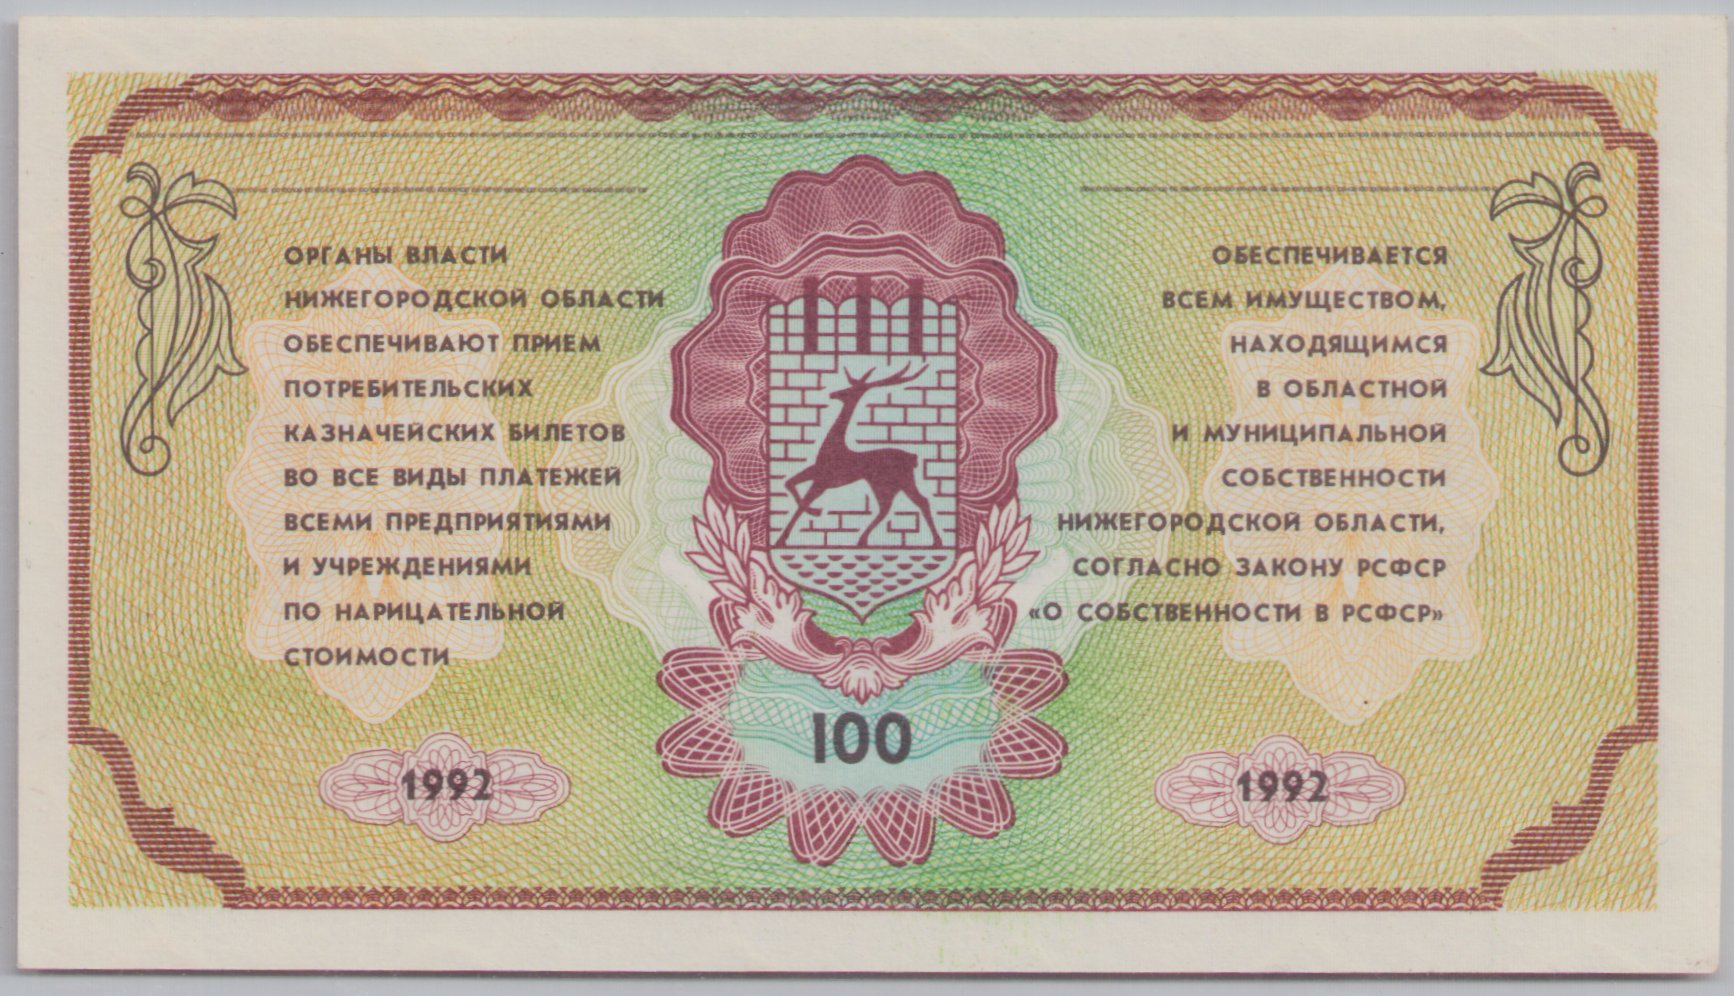 ОРГАНЫ ВЛАСТИ
НИЖЕГОРОДСКОЙ ОБЛАСТИ
ОБЕСПЕЧИВАЮТ ПРИЕМ
ПОТРЕБИТЕЛЬСКИХ
КАЗНАЧЕЙСКИХ БИЛЕТОВ
ВО ВСЕ ВИДЫ ПЛАТЕЖЕЙ
ВСЕМИ ПРЕДПРИЯТИЯМИ
И УЧРЕЖДЕНИЯМИ
ПО НАРИЦАТЕЛЬНОЙ
СТОИМОСТИ
ОБЕСПЕЧИВАЕТСЯ
ВСЕМ ИМУЩЕСТВОМ,
НАХОДЯЩИМСЯ
В ОБЛАСТНОЙ
И МУНИЦИПАЛЬНОЙ
СОБСТВЕННОСТИ
НИЖЕГОРОДСКОЙ ОБЛАСТИ,
СОГЛАСНО ЗАКОНУ РСФСР
«О СОБСТВЕННОСТИ В РСФСР»
100
1992
1992